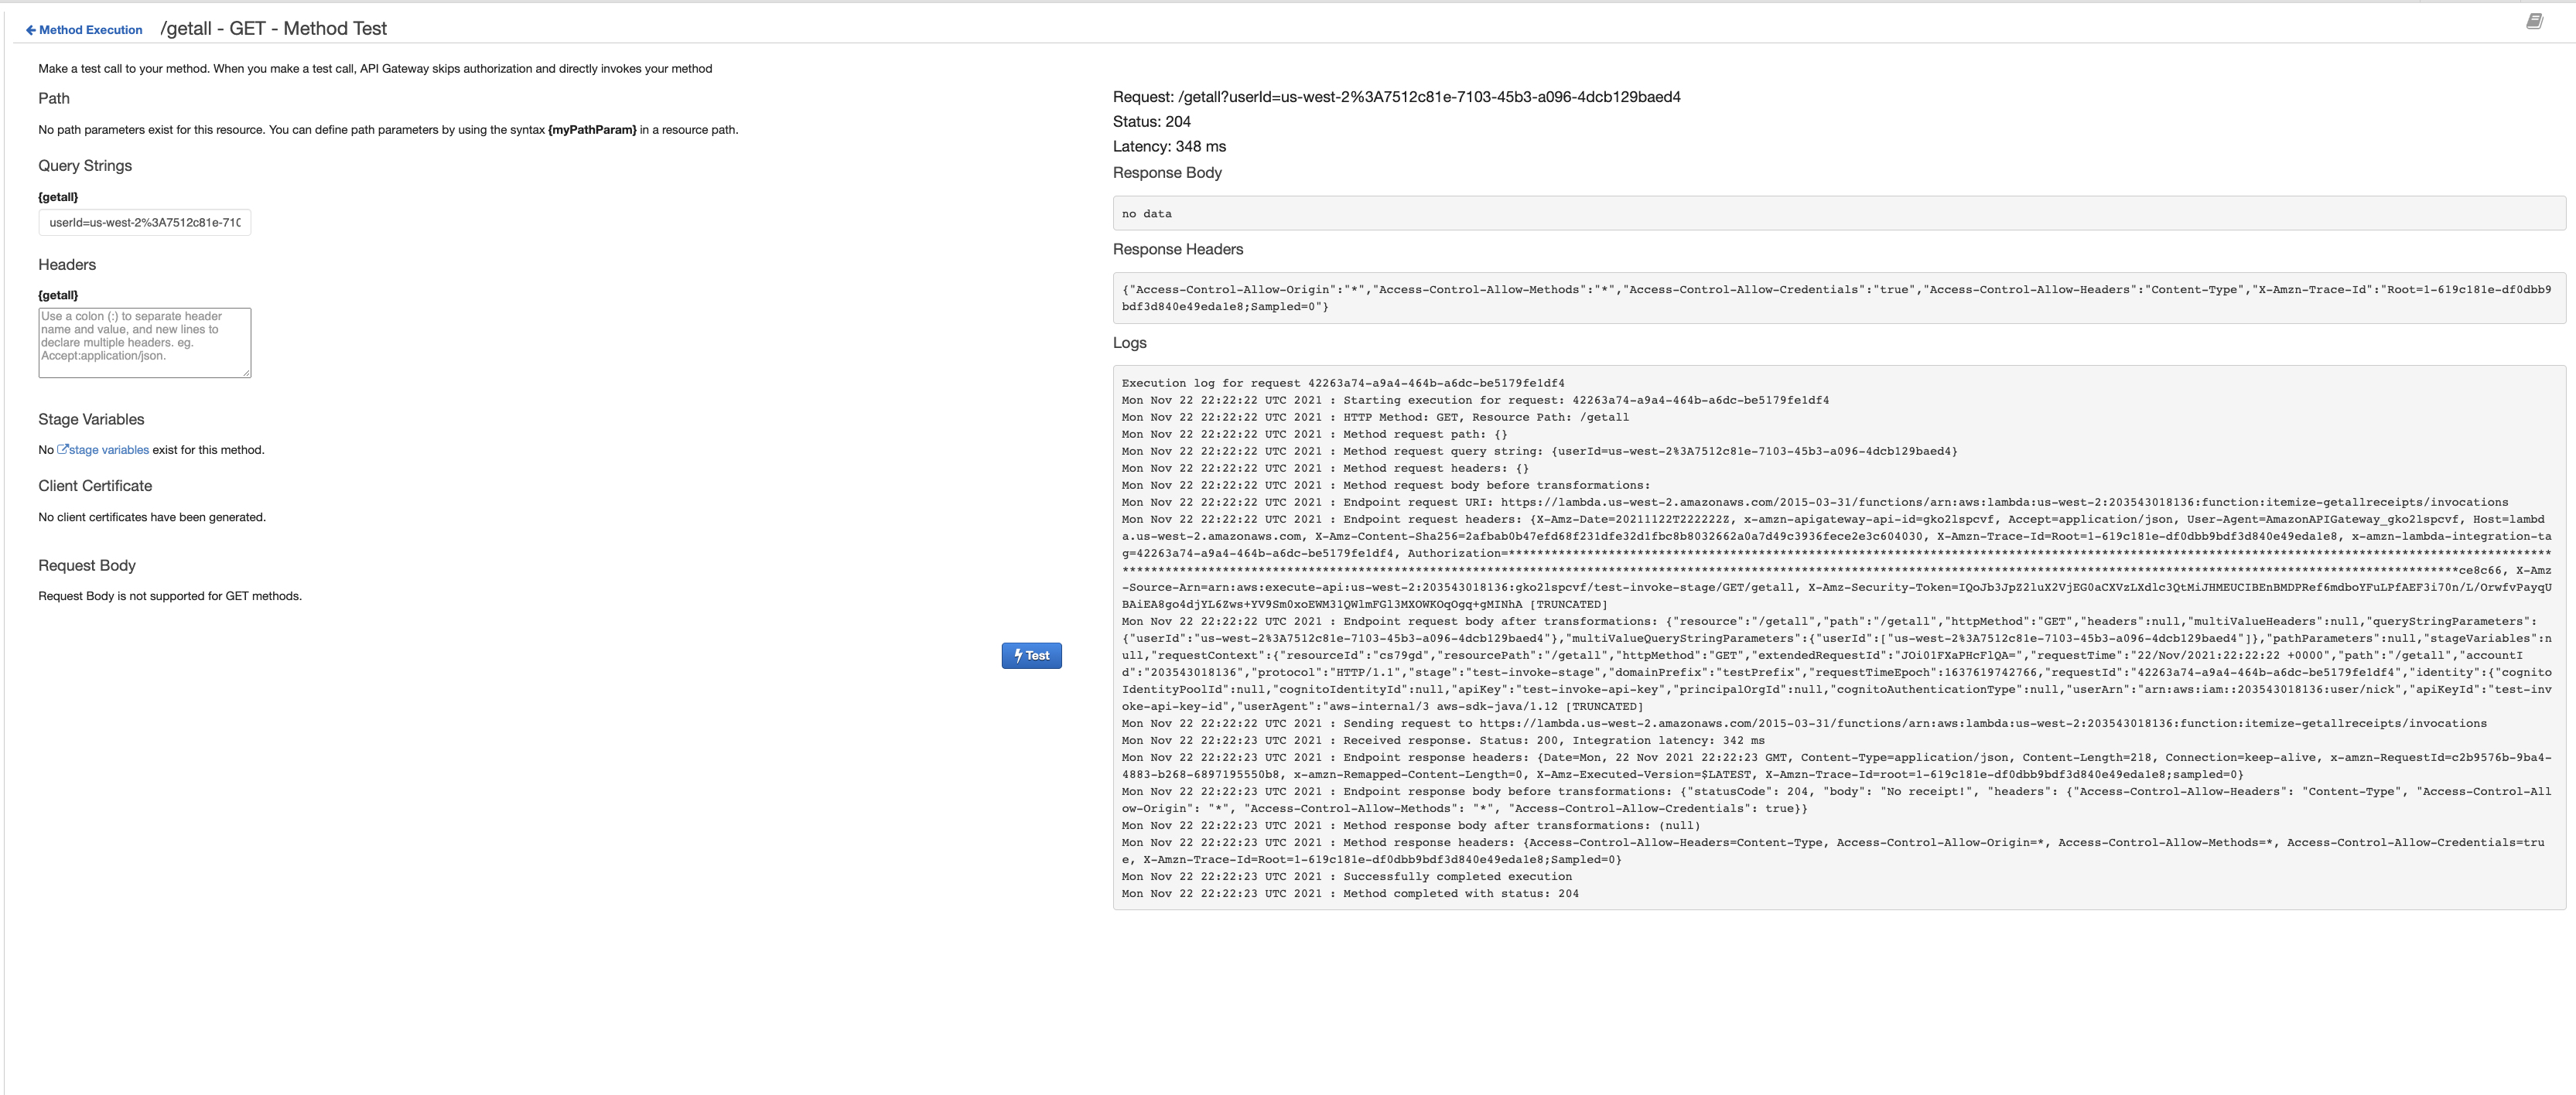 Method Execution /getall - GET - Method Test
Make a test call to your method. When you make a test call, API Gateway skips authorization and directly invokes your method
Path
No path parameters exist for this resource. You can define path parameters by using the syntax {myPathParam} in a resource path.
Query Strings
{getall}
userId=us-west-2%3A7512c81e-710
Headers
{getall}
Use a colon (:) to separate header
name and value, and new lines to
declare multiple headers. eg.
Accept:application/json.
Stage Variables
No stage variables exist for this method.
Client Certificate
No client certificates have been generated.
Request Body
Request Body is not supported for GET methods.
Test
Request: /getall?userId=us-west-2%3A7512c81e-7103-45b3-a096-4dcb129baed4
Status: 204
Latency: 348 ms
Response Body
no data
Response Headers
{"Access-Control-Allow-Origin":"*","Access-Control-Allow-Methods":"*","Access-Control-Allow-Credentials":"true","Access-Control-Allow-Headers":"Content-Type","X-Amzn-Trace-Id":"Root=1-619c181e-df0dbb9
bdf3d840e49eda1e8;Sampled=0"}
Logs
Execution log for request 42263a74-a9a4-464b-a6dc-be5179fe1df4
Mon Nov 22 22:22:22 UTC 2021 : Starting execution for request: 42263a74-a9a4-464b-a6dc-be5179fe1df4
Mon Nov 22 22:22:22 UTC 2021 : HTTP Method: GET, Resource Path: /getall
Mon Nov 22 22:22:22 UTC 2021 : Method request path: {}
Mon Nov 22 22:22:22 UTC 2021 : Method request query string: {userId=us-west-2%3A7512c81e-7103-45b3-a096-4dcb129baed4}
Mon Nov 22 22:22:22 UTC 2021 : Method request headers: {}
Mon Nov 22 22:22:22 UTC 2021 : Method request body before transformations:
Mon Nov 22 22:22:22 UTC 2021 : Endpoint request URI: https://lambda.us-west-2.amazonaws.com/2015-03-31/functions/arn:aws:lambda:us-west-2:203543018136:function:itemize-getallreceipts/invocations
Mon Nov 22 22:22:22 UTC 2021 : Endpoint request headers: {X-Amz-Date=20211122T222222Z, x-amzn-apigateway-api-id=gko2lspcvf, Accept=application/json, User-Agent=AmazonAPIGateway_gko2lspcvf, Host=lambd
a.us-west-2.amazonaws.com, X-Amz-Content-Sha256=2afbab0b47efd68f231dfe32d1fbc8b8032662a0a7d49c3936fece2e3c604030, X-Amzn-Trace-Id=Root=1-619c181e-df0dbb9bdf3d840e49eda1e8, x-amzn-lambda-integration-ta
g=42263a74-a9a4-464b-a6dc-be5179fe1df4, Authorization=**************************************************************************************************************************************************
*******************************************************************************************************************************************************************************************ce8c66, X-Amz
-Source-Arn=arn:aws:execute-api:us-west-2:203543018136:gko2lspcvf/test-invoke-stage/GET/getall, X-Amz-Security-Token=IQoJb3JpZ2luX2VjEG0aCXVzLXdlc3QtMiJHMEUCIBEnBMDPRef6mdboYFuLPfAEF3i70n/L/OrwfvPayqU
BAiEA8go4djYL6Zws+YV9Sm0xoEWM31QWlmFGl3MXOWKOqOgq+gMINhA [TRUNCATED]
Mon Nov 22 22:22:22 UTC 2021 : Endpoint request body after transformations: {"resource":"/getall","path":"/getall","httpMethod":"GET","headers":null,"multiValueHeaders":null,"queryStringParameters":
{"userId":"us-west-2%3A7512c81e-7103-45b3-a096-4dcb129baed4"},"multiValueQueryStringParameters":{"userId":["us-west-2%3A7512c81e-7103-45b3-a096-4dcb129baed4"]},"pathParameters":null,"stageVariables":n
ull,"requestContext":{"resourceId":"cs79gd","resourcePath":"/getall","httpMethod":"GET","extendedRequestId":"JOi01FXaPHcFlQA=","requestTime":"22/Nov/2021:22:22:22 +0000","path":"/getall","accountI
d":"203543018136","protocol":"HTTP/1.1","stage":"test-invoke-stage","domainPrefix":"testPrefix","requestTimeEpoch":1637619742766,"requestId":"42263a74-a9a4-464b-a6dc-be5179fe1df4","identity":{"cognito
IdentityPoolId":null,"cognitoIdentityId":null,"apiKey":"test-invoke-api-key","principalOrgId":null,"cognitoAuthenticationType":null,"userArn":"arn:aws:iam::203543018136:user/nick","apiKeyId":"test-inv
oke-api-key-id","userAgent":"aws-internal/3 aws-sdk-java/1.12 [TRUNCATED]
Mon Nov 22 22:22:22 UTC 2021 : Sending request to https://lambda.us-west-2.amazonaws.com/2015-03-31/functions/arn:aws:lambda:us-west-2:203543018136:function:itemize-getallreceipts/invocations
Mon Nov 22 22:22:23 UTC 2021 : Received response. Status: 200, Integration latency: 342 ms
Mon Nov 22 22:22:23 UTC 2021 : Endpoint response headers: {Date=Mon, 22 Nov 2021 22:22:23 GMT, Content-Type=application/json, Content-Length=218, Connection=keep-alive, x-amzn-RequestId=c2b9576b-9ba4-
4883-b268-6897195550b8, x-amzn-Remapped-Content-Length=0, X-Amz-Executed-Version=$LATEST, X-Amzn-Trace-Id=root=1-619c181e-df0dbb9bdf3d840e49eda1e8;sampled=0}
Mon Nov 22 22:22:23 UTC 2021 : Endpoint response body before transformations: {"statusCode": 204, "body": "No receipt!", "headers": {"Access-Control-Allow-Headers": "Content-Type", "Access-Control-All
ow-Origin": "*", "Access-Control-Allow-Methods": "*", "Access-Control-Allow-Credentials": true}}
Mon Nov 22 22:22:23 UTC 2021 : Method response body after transformations: (null)
Mon Nov 22 22:22:23 UTC 2021 : Method response headers: {Access-Control-Allow-Headers=Content-Type, Access-Control-Allow-Origin=*, Access-Control-Allow-Methods=*, Access-Control-Allow-Credentials=tru
e, X-Amzn-Trace-Id=Root=1-619c181e-df0dbb9bdf3d840e49eda1e8;Sampled=0}
Mon Nov 22 22:22:23 UTC 2021 : Successfully completed execution
Mon Nov 22 22:22:23 UTC 2021 : Method completed with status: 204